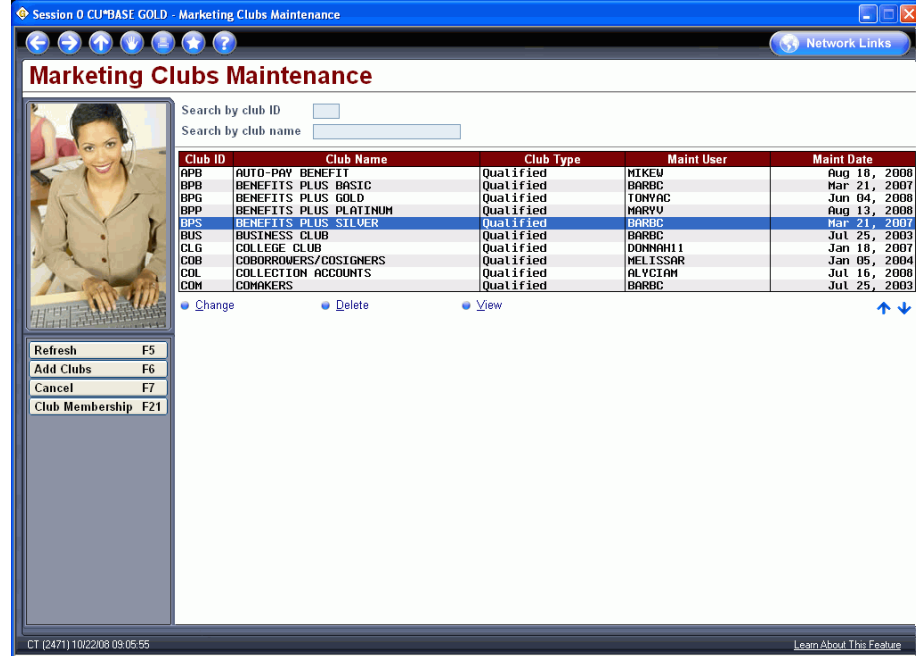 Session 0 CU*BASE GOLD - Marketing Clubs Maintenance
Network Links
Marketing Clubs Maintenance
Search by club ID
Search by club name
Club ID Club Name Club Type Maint User Maint Date
APB AUTO-PAY BENEFIT Qualified MIKEW Aug 18, 2008
BPB BENEFITS PLUS BASIC Qualified BARBC Mar 21, 2007
BPG BENEFITS PLUS GOLD Qualified TONYAC Jun 04, 2008
BPP BENEFITS PLUS PLATINUM Qualified MARYV Aug 13, 2008
BPS BENEFITS PLUS SILVER Qualified BARBC Mar 21, 2007
BUS BUSINESS CLUB Qualified BARBC Jul 25, 2003
CLG COLLEGE CLUB Qualified DONNAH11 Jan 18, 2007
COB COBORROWERS/COSIGNERS Qualified MELISSAR Jan 05, 2004
COL COLLECTION ACCOUNTS Qualified ALYCIAM Jul 16, 2008
COM COMAKERS Qualified BARBC Jul 25, 2003
Change Delete View
Refresh F5
Add Clubs F6
Cancel F7
Club Membership F21
CT (2471) 10/22/08 09:05:55
Learn About This Feature